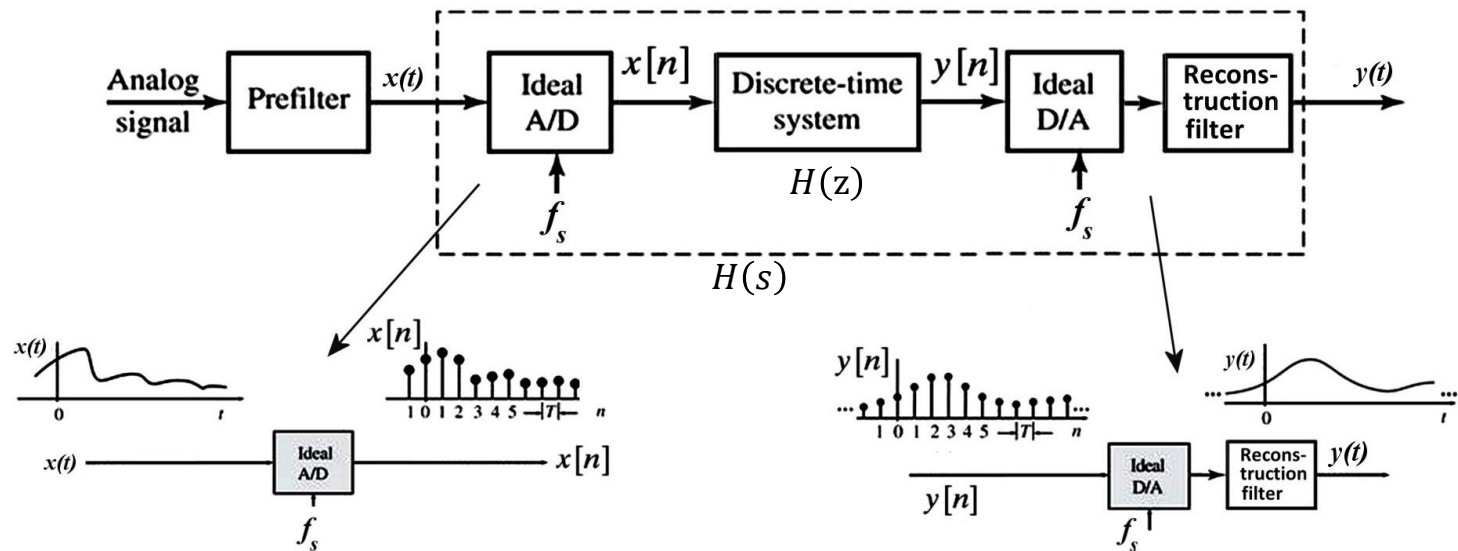 Analog
signal
Prefilter
x(t)
Ideal
A/D
x[n]
Discrete-time
system
y[n]
Ideal
D/A
Recons-
truction
filter
y(t)
H(z)
f_s
f_s
H(s)
x(t)
0
t
x[n]
1 0 1 2 3 4 5 T n
x(t)
Ideal
A/D
x[n]
f_s
y[n]
... ...
1 0 1 2 3 4 5 T n
y(t)
... ...
0 t
y[n]
Ideal
D/A
Recons-
truction
filter
y(t)
f_s